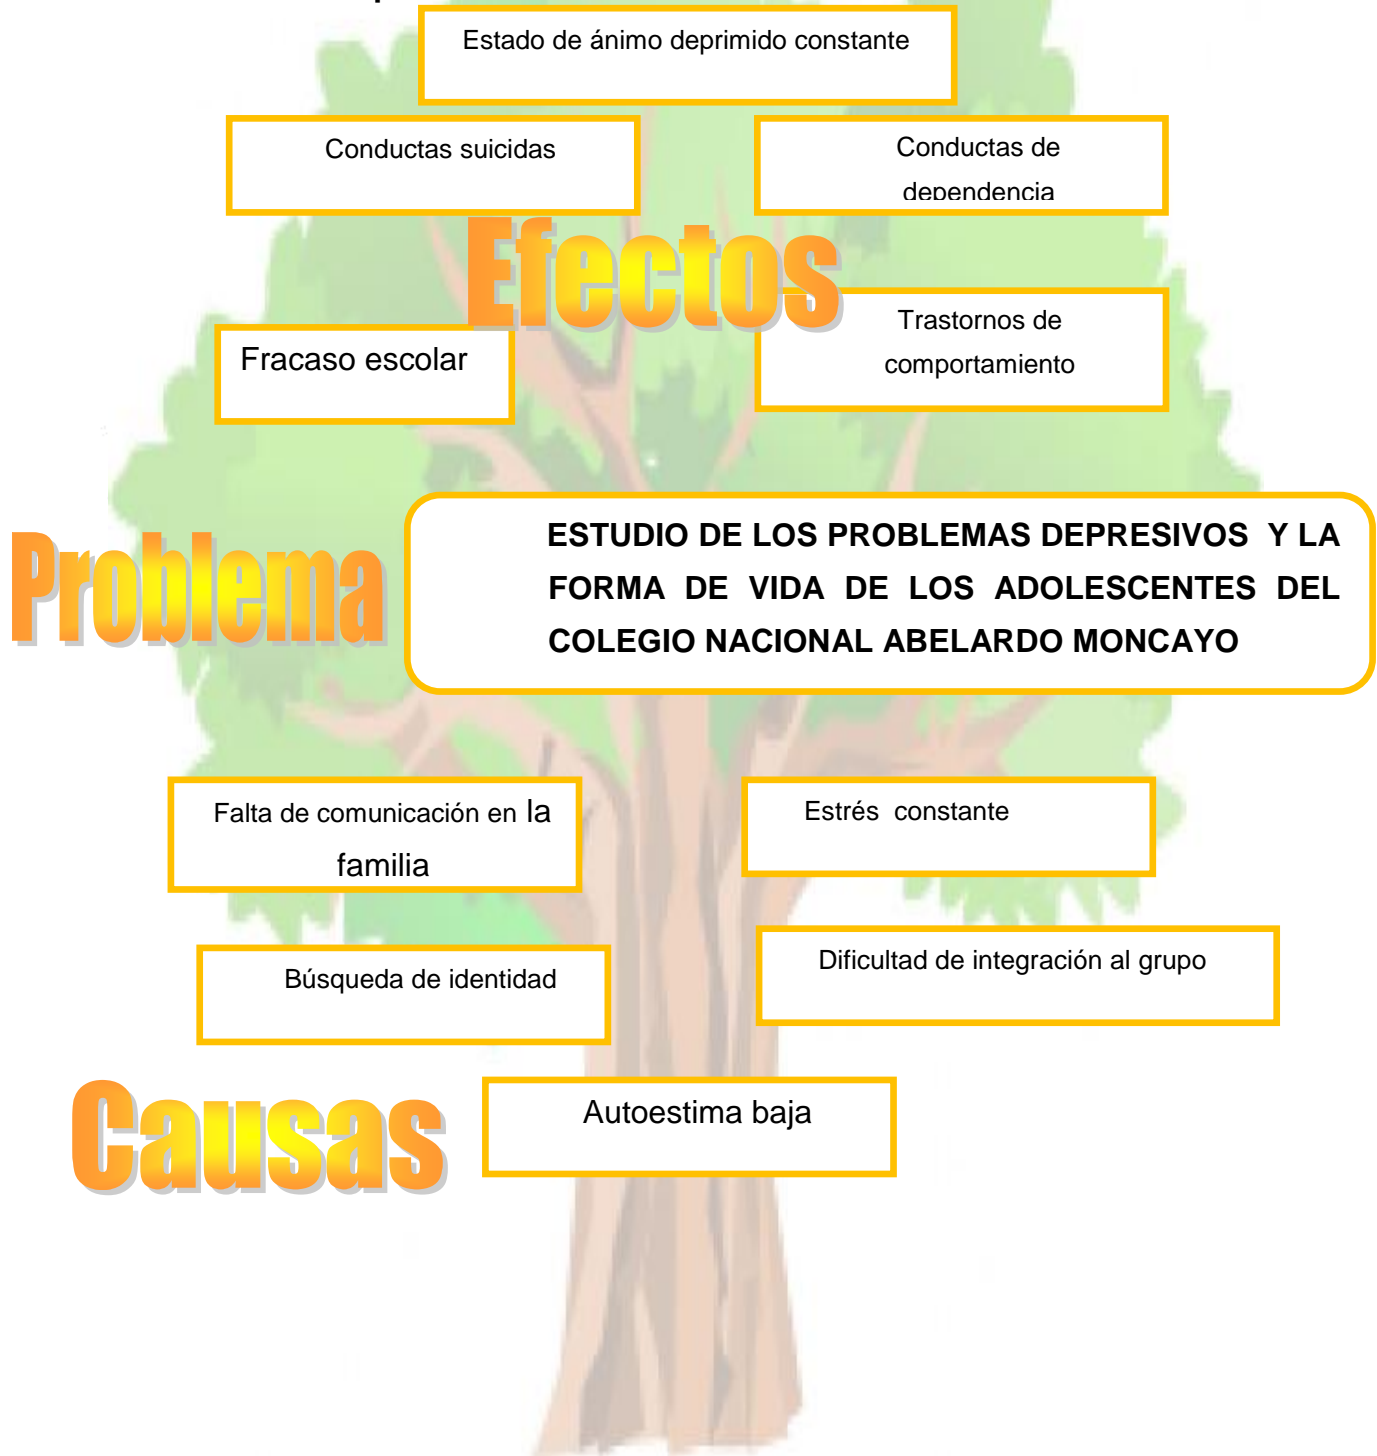 Estado de ánimo deprimido constante
Conductas suicidas
Conductas de
dependencia
Efectos
Trastornos de
comportamiento
Fracaso escolar
Problema
ESTUDIO DE LOS PROBLEMAS DEPRESIVOS Y LA
FORMA DE VIDA DE LOS ADOLESCENTES DEL
COLEGIO NACIONAL ABELARDO MONCAYO
Falta de comunicación en la
familia
Estrés constante
Búsqueda de identidad
Dificultad de integración al grupo
Causas
Autoestima baja